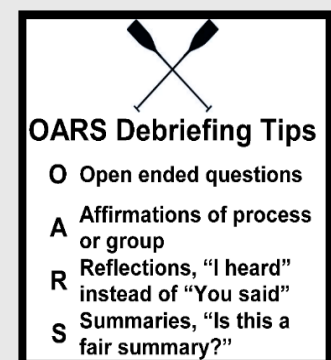 OARS Debriefing Tips
O Open ended questions
A Affirmations of process
or group
R Reflections, “I heard”
instead of “You said”
S Summaries, “Is this a
fair summary?”